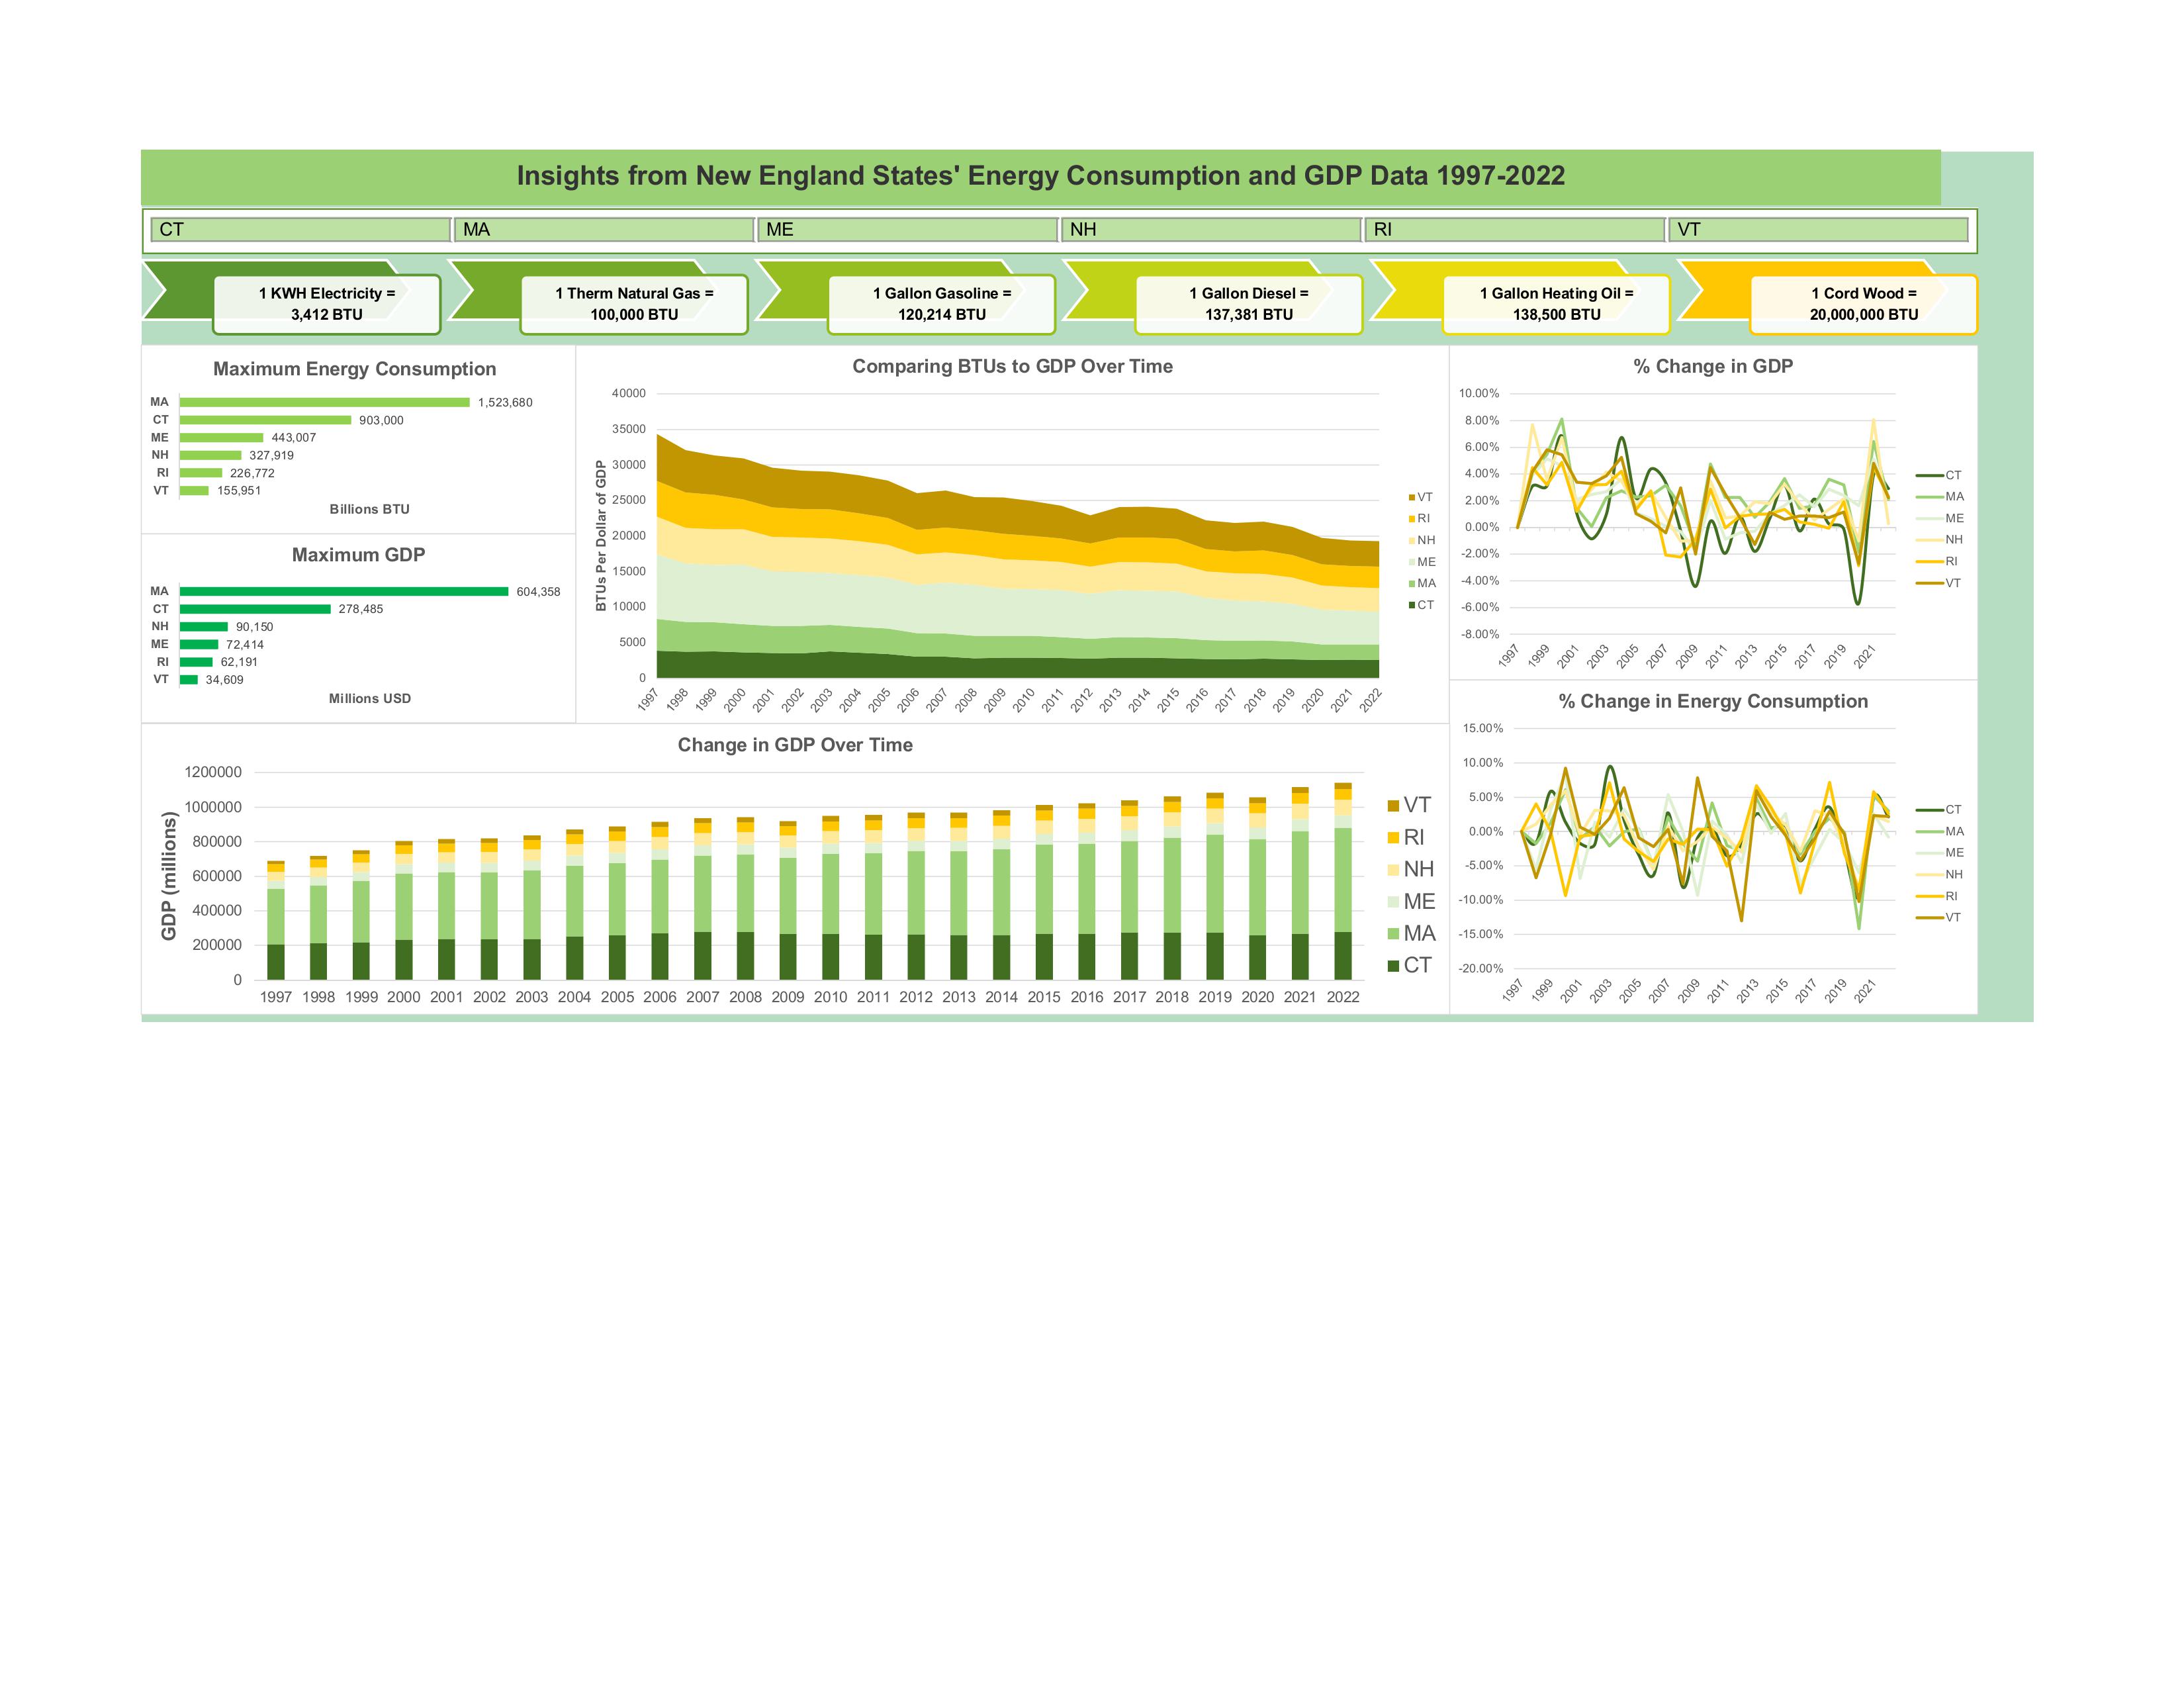 Insights from New England States' Energy Consumption and GDP Data 1997-2022
CT
MA
ME
NH
RI
VT
1 KWH Electricity =
3,412 BTU
1 Therm Natural Gas =
100,000 BTU
1 Gallon Gasoline =
120,214 BTU
1 Gallon Diesel =
137,381 BTU
1 Gallon Heating Oil =
138,500 BTU
1 Cord Wood =
20,000,000 BTU
Maximum Energy Consumption
MA 1,523,680
CT 903,000
ME 443,007
NH 327,919
RI 226,772
VT 155,951
Billions BTU
Maximum GDP
MA 604,358
CT 278,485
NH 90,150
ME 72,414
RI 62,191
VT 34,609
Millions USD
Comparing BTUs to GDP Over Time
BTUs Per Dollar of GDP
40000
35000
30000
25000
20000
15000
10000
5000
0
1997 1998 1999 2000 2001 2002 2003 2004 2005 2006 2007 2008 2009 2010 2011 2012 2013 2014 2015 2016 2017 2018 2019 2020 2021 2022
VT
RI
NH
ME
MA
CT
% Change in GDP
10.00%
8.00%
6.00%
4.00%
2.00%
0.00%
-2.00%
-4.00%
-6.00%
-8.00%
1997 1999 2001 2003 2005 2007 2009 2011 2013 2015 2017 2019 2021
CT
MA
ME
NH
RI
VT
Change in GDP Over Time
GDP (millions)
1200000
1000000
800000
600000
400000
200000
0
1997 1998 1999 2000 2001 2002 2003 2004 2005 2006 2007 2008 2009 2010 2011 2012 2013 2014 2015 2016 2017 2018 2019 2020 2021 2022
VT
RI
NH
ME
MA
CT
% Change in Energy Consumption
15.00%
10.00%
5.00%
0.00%
-5.00%
-10.00%
-15.00%
-20.00%
1997 1999 2001 2003 2005 2007 2009 2011 2013 2015 2017 2019 2021
CT
MA
ME
NH
RI
VT